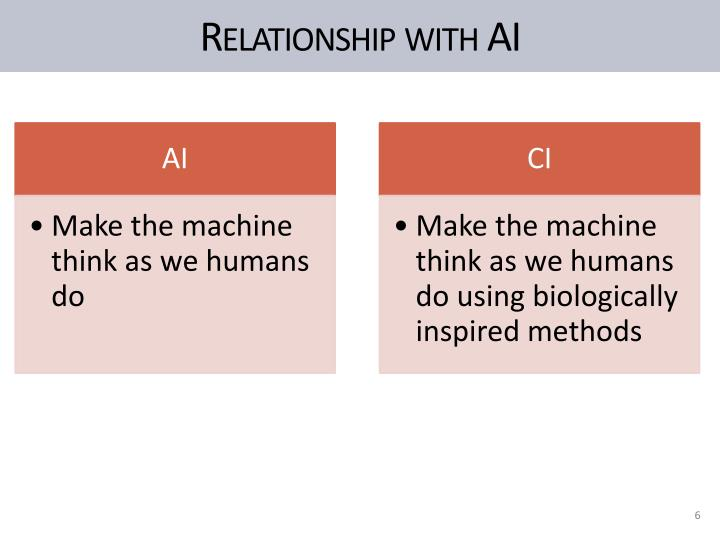 RELATIONSHIP WITH AI
AI
• Make the machine
think as we humans
do
CI
• Make the machine
think as we humans
do using biologically
inspired methods
6